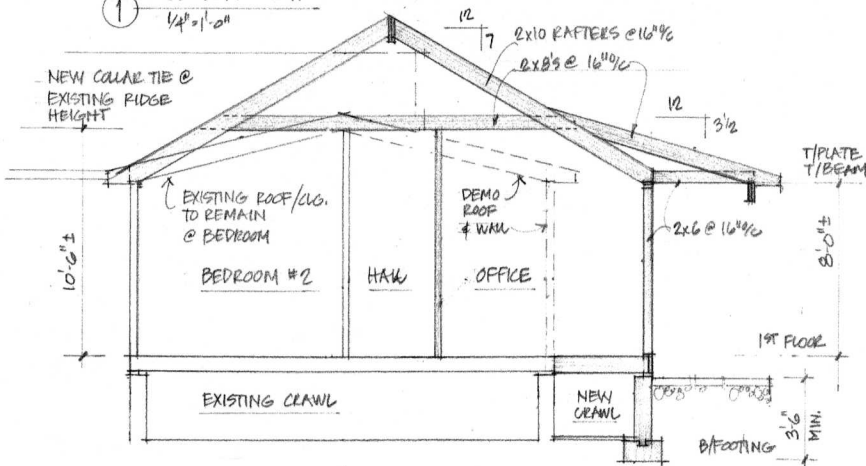 1
1/4"=1'-0"
12
7
2x10 RAFTERS @16"o/c
2x8's @ 16"o/c
NEW COLLAR TIE @
EXISTING RIDGE
HEIGHT
12
3 1/2
T/PLATE
T/BEAM
EXISTING ROOF/CLG.
TO REMAIN
@ BEDROOM
DEMO
ROOF
& WALL
2x6 @ 16"o/c
10'-6"±
8'-0"±
BEDROOM #2
HALL
OFFICE
1ST FLOOR
EXISTING CRAWL
NEW
CRAWL
3'-6"
MIN.
B/FOOTING